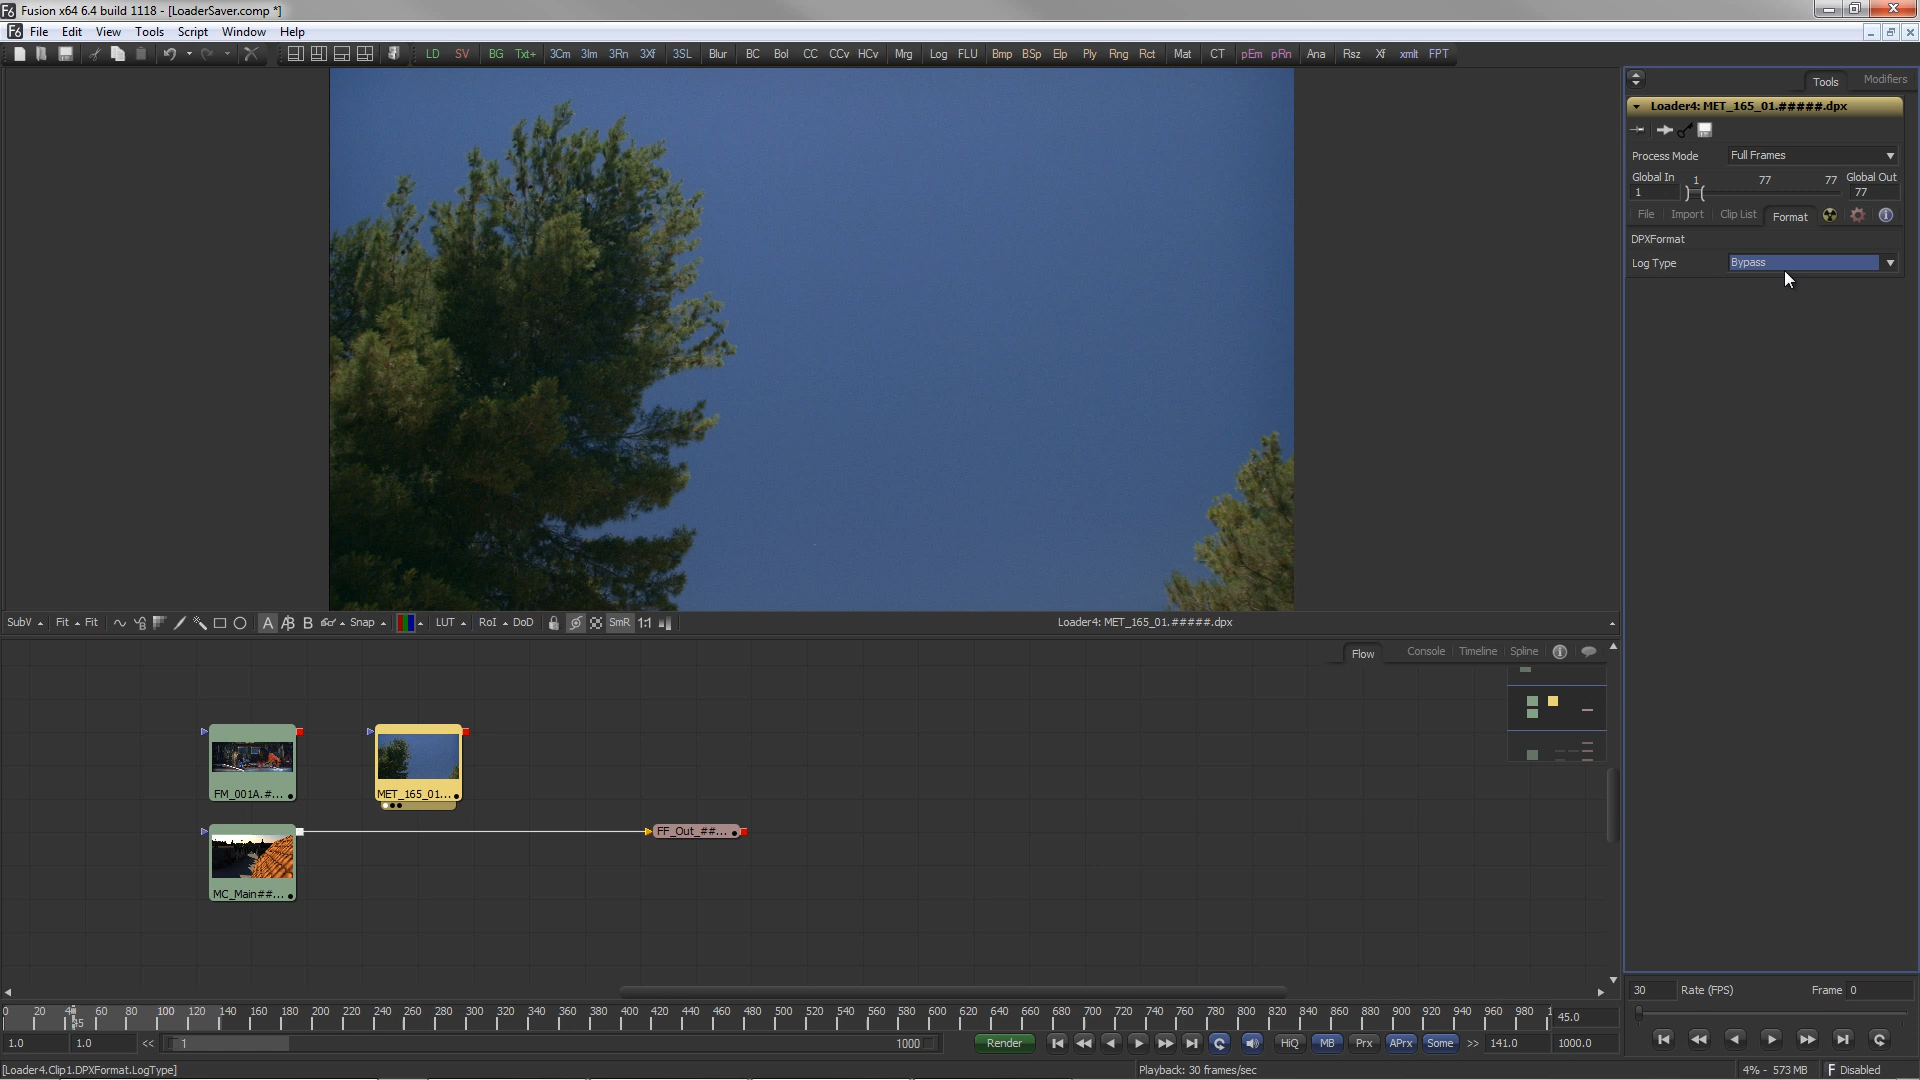 Fusion x64 6.4 build 1118 - [LoaderSaver.comp *]
File Edit View Tools Script Window Help
LD SV BG Txt+ 3Cm 3Im 3Rn 3Xf 3SL Blur BC Bol CC CCv HCv Mrg Log FLU Bmp BSp Elp Ply Rng Rct Mat CT pEm pRn Ana Rsz Xf xmlt FPT
Tools Modifiers
Loader4: MET_165_01.#####.dpx
Process Mode Full Frames
Global In 1 77 77 Global Out
1 77
File Import Clip List Format
DPXFormat
Log Type Bypass
SubV Fit Fit A B B Snap LUT RoI DoD SmR 1:1 Loader4: MET_165_01.#####.dpx
Flow Console Timeline Spline
FM_001A.#... MET_165_01...
FF_Out_##...
MC_Main##...
30 Rate (FPS) Frame 0
0 20 40 60 80 100 120 140 160 180 200 220 240 260 280 300 320 340 360 380 400 420 440 460 480 500 520 540 560 580 600 620 640 660 680 700 720 740 760 780 800 820 840 860 880 900 920 940 960 980 1
45 45.0
1.0 1.0 << 1 1000 Render HiQ MB Prx APrx Some >> 141.0 1000.0
[Loader4.Clip1.DPXFormat.LogType] Playback: 30 frames/sec 4% - 573 MB Disabled